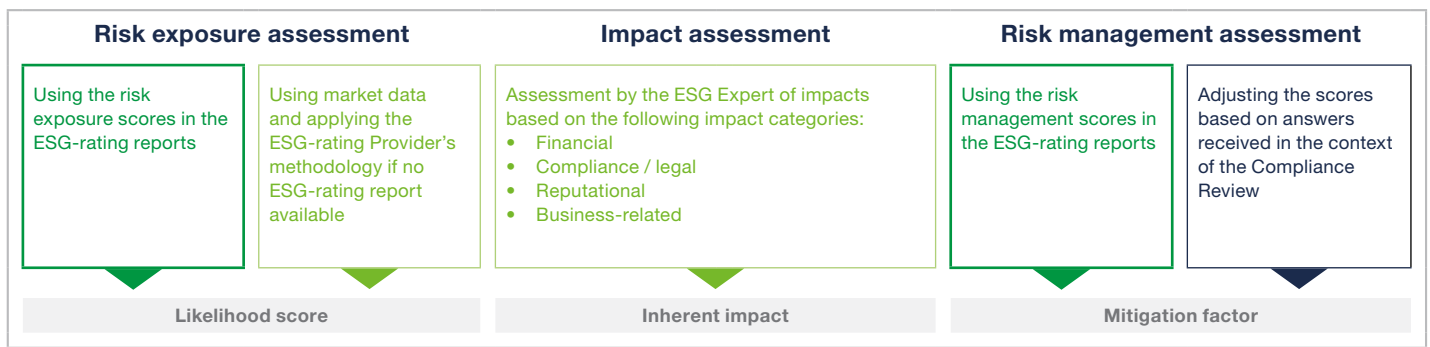 Risk exposure assessment
Using the risk
exposure scores in the
ESG-rating reports
Using market data
and applying the
ESG-rating Provider's
methodology if no
ESG-rating report
available
Likelihood score
Impact assessment
Assessment by the ESG Expert of impacts
based on the following impact categories:
• Financial
• Compliance / legal
• Reputational
• Business-related
Inherent impact
Risk management assessment
Using the risk
management scores in
the ESG-rating reports
Adjusting the scores
based on answers
received in the context
of the Compliance
Review
Mitigation factor